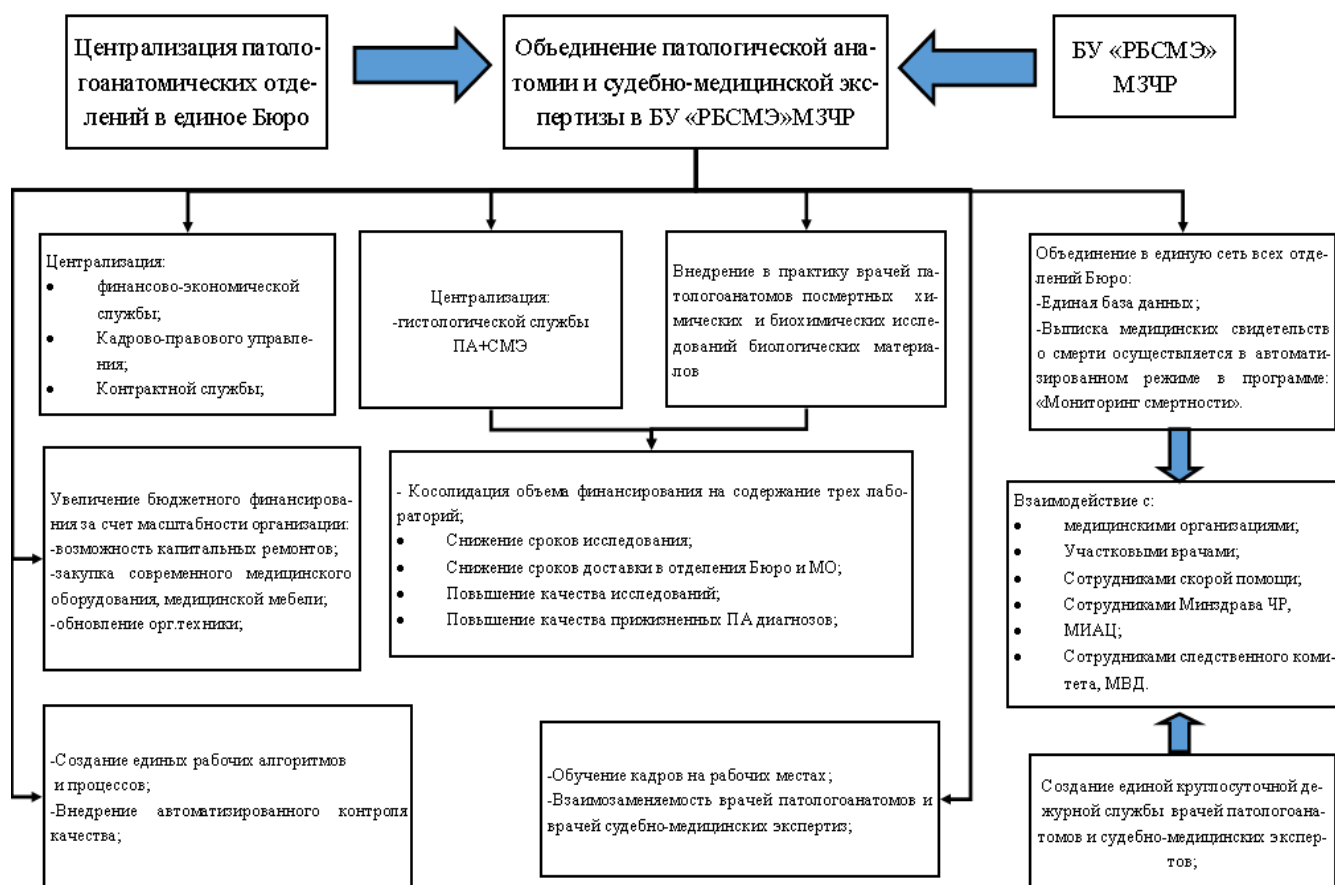 Централизация патоло-
гоанатомических отде-
лений в единое Бюро
Объединение патологической ана-
томии и судебно-медицинской экс-
пертизы в БУ «РБСМЭ»МЗЧР
БУ «РБСМЭ»
МЗЧР
Централизация:
• финансово-экономической
службы;
• Кадрово-правового управле-
ния;
• Контрактной службы;
Централизация:
-гистологической службы
ПА+СМЭ
Внедрение в практику врачей па-
тологоанатомов посмертных хи-
мических и биохимических иссле-
дований биологических материа-
лов
Объединение в единую сеть всех отде-
лений Бюро:
-Единая база данных;
-Выписка медицинских свидетельств
о смерти осуществляется в автомати-
зированном режиме в программе:
«Мониторинг смертности».
Увеличение бюджетного финансирова-
ния за счет масштабности организации:
-возможность капитальных ремонтов;
-закупка современного медицинского
оборудования, медицинской мебели;
-обновление орг.техники;
- Косолидация объема финансирования на содержание трех лабо-
раторий;
• Снижение сроков исследования;
• Снижение сроков доставки в отделения Бюро и МО;
• Повышение качества исследований;
• Повышение качества прижизненных ПА диагнозов;
Взаимодействие с:
• медицинскими организациями;
• Участковыми врачами;
• Сотрудниками скорой помощи;
• Сотрудниками Минздрава ЧР,
• МИАЦ;
• Сотрудниками следственного коми-
тета, МВД.
-Создание единых рабочих алгоритмов
и процессов;
-Внедрение автоматизированного контроля
качества;
-Обучение кадров на рабочих местах;
-Взаимозаменяемость врачей патологоанатомов и
врачей судебно-медицинских экспертиз;
Создание единой круглосуточной де-
журной службы врачей патологоана-
томов и судебно-медицинских экспер-
тов;